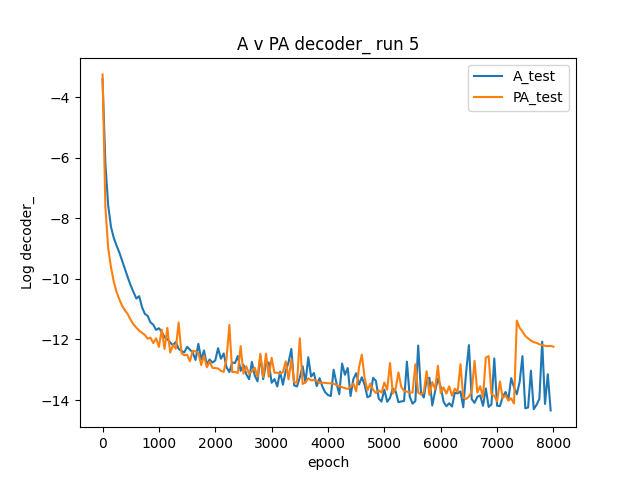 A v PA decoder_ run 5
A_test
PA_test
Log decoder_
−4
−6
−8
−10
−12
−14
0 1000 2000 3000 4000 5000 6000 7000 8000
epoch